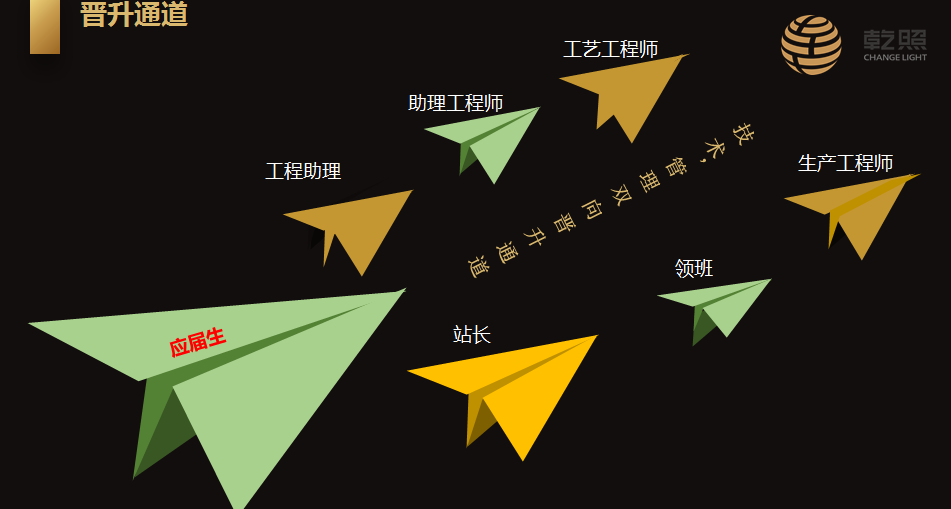 晋升通道
乾照
CHANGE LIGHT
工艺工程师
助理工程师
工程助理
技术,管理双向晋升通道
生产工程师
领班
站长
应届生